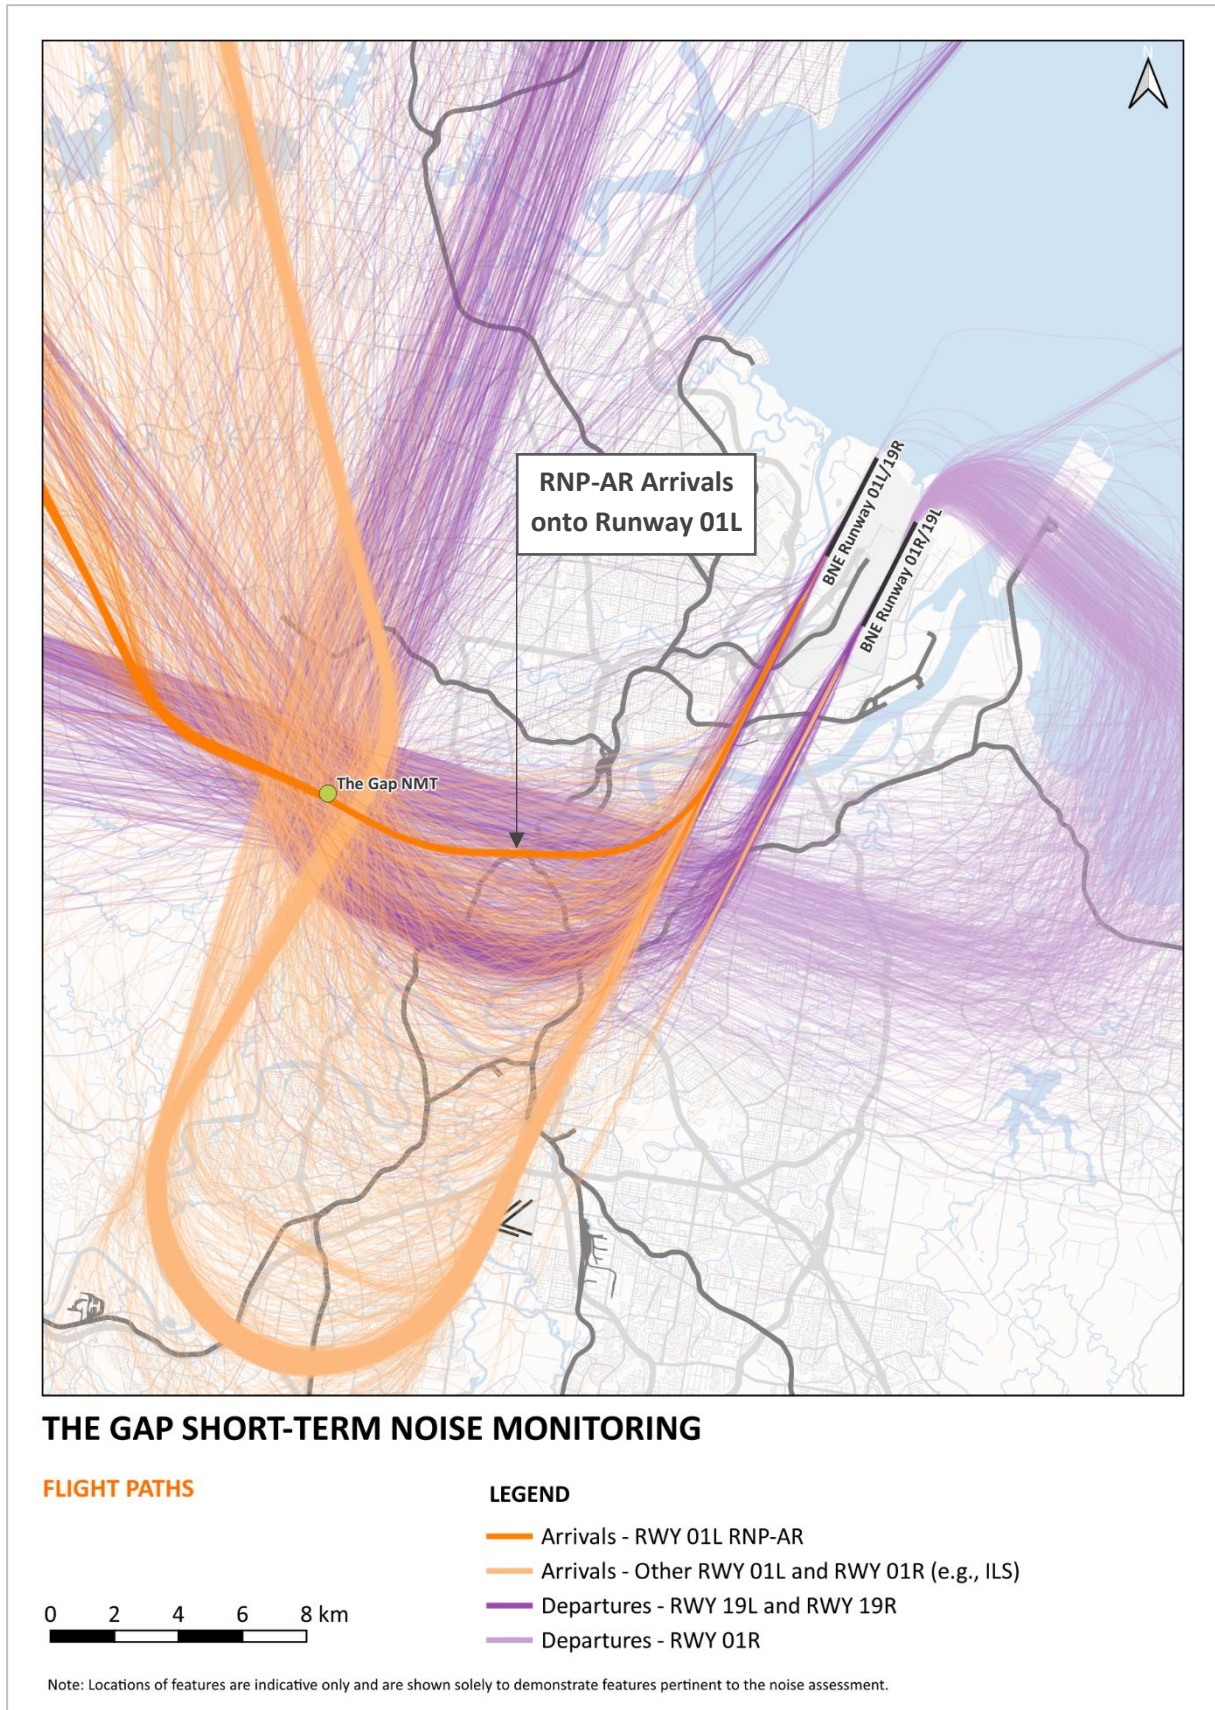 N
RNP-AR Arrivals
onto Runway 01L
BNE Runway 01L/19R
BNE Runway 01R/19L
The Gap NMT
THE GAP SHORT-TERM NOISE MONITORING
FLIGHT PATHS
LEGEND
Arrivals - RWY 01L RNP-AR
Arrivals - Other RWY 01L and RWY 01R (e.g., ILS)
Departures - RWY 19L and RWY 19R
Departures - RWY 01R
0 2 4 6 8 km
Note: Locations of features are indicative only and are shown solely to demonstrate features pertinent to the noise assessment.